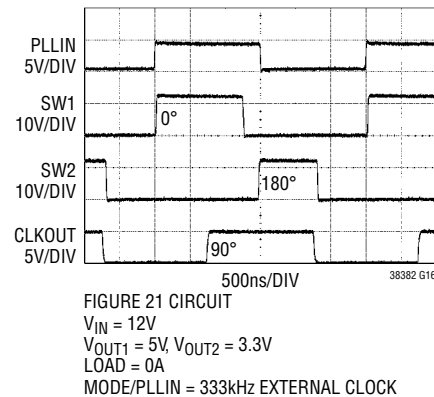 PLLIN
5V/DIV
SW1
10V/DIV
0°
SW2
10V/DIV
180°
CLKOUT
5V/DIV
90°
500ns/DIV
38382 G16
FIGURE 21 CIRCUIT
VIN = 12V
VOUT1 = 5V, VOUT2 = 3.3V
LOAD = 0A
MODE/PLLIN = 333kHz EXTERNAL CLOCK